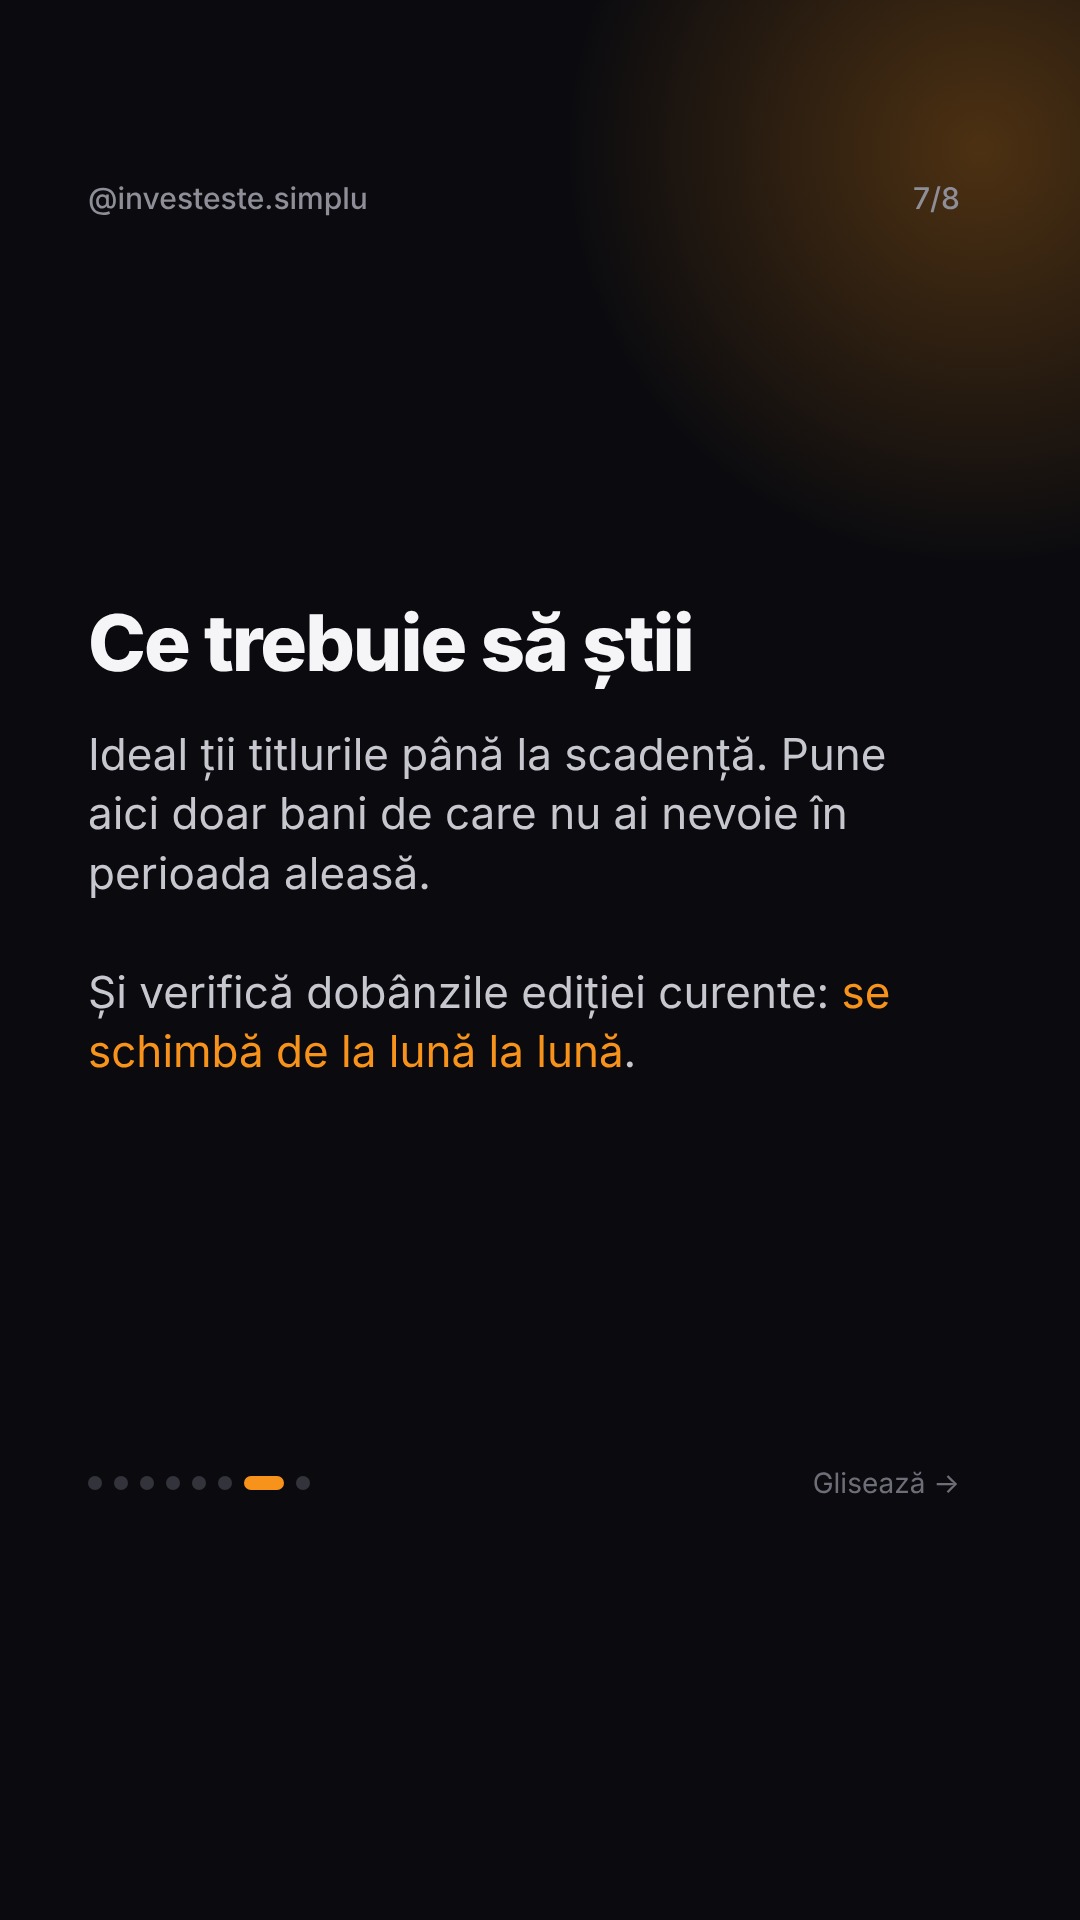 @investeste.simplu
7/8
Ce trebuie să știi
Ideal ții titlurile până la scadență. Pune
aici doar bani de care nu ai nevoie în
perioada aleasă.
Și verifică dobânzile ediției curente: se
schimbă de la lună la lună.
Glisează →